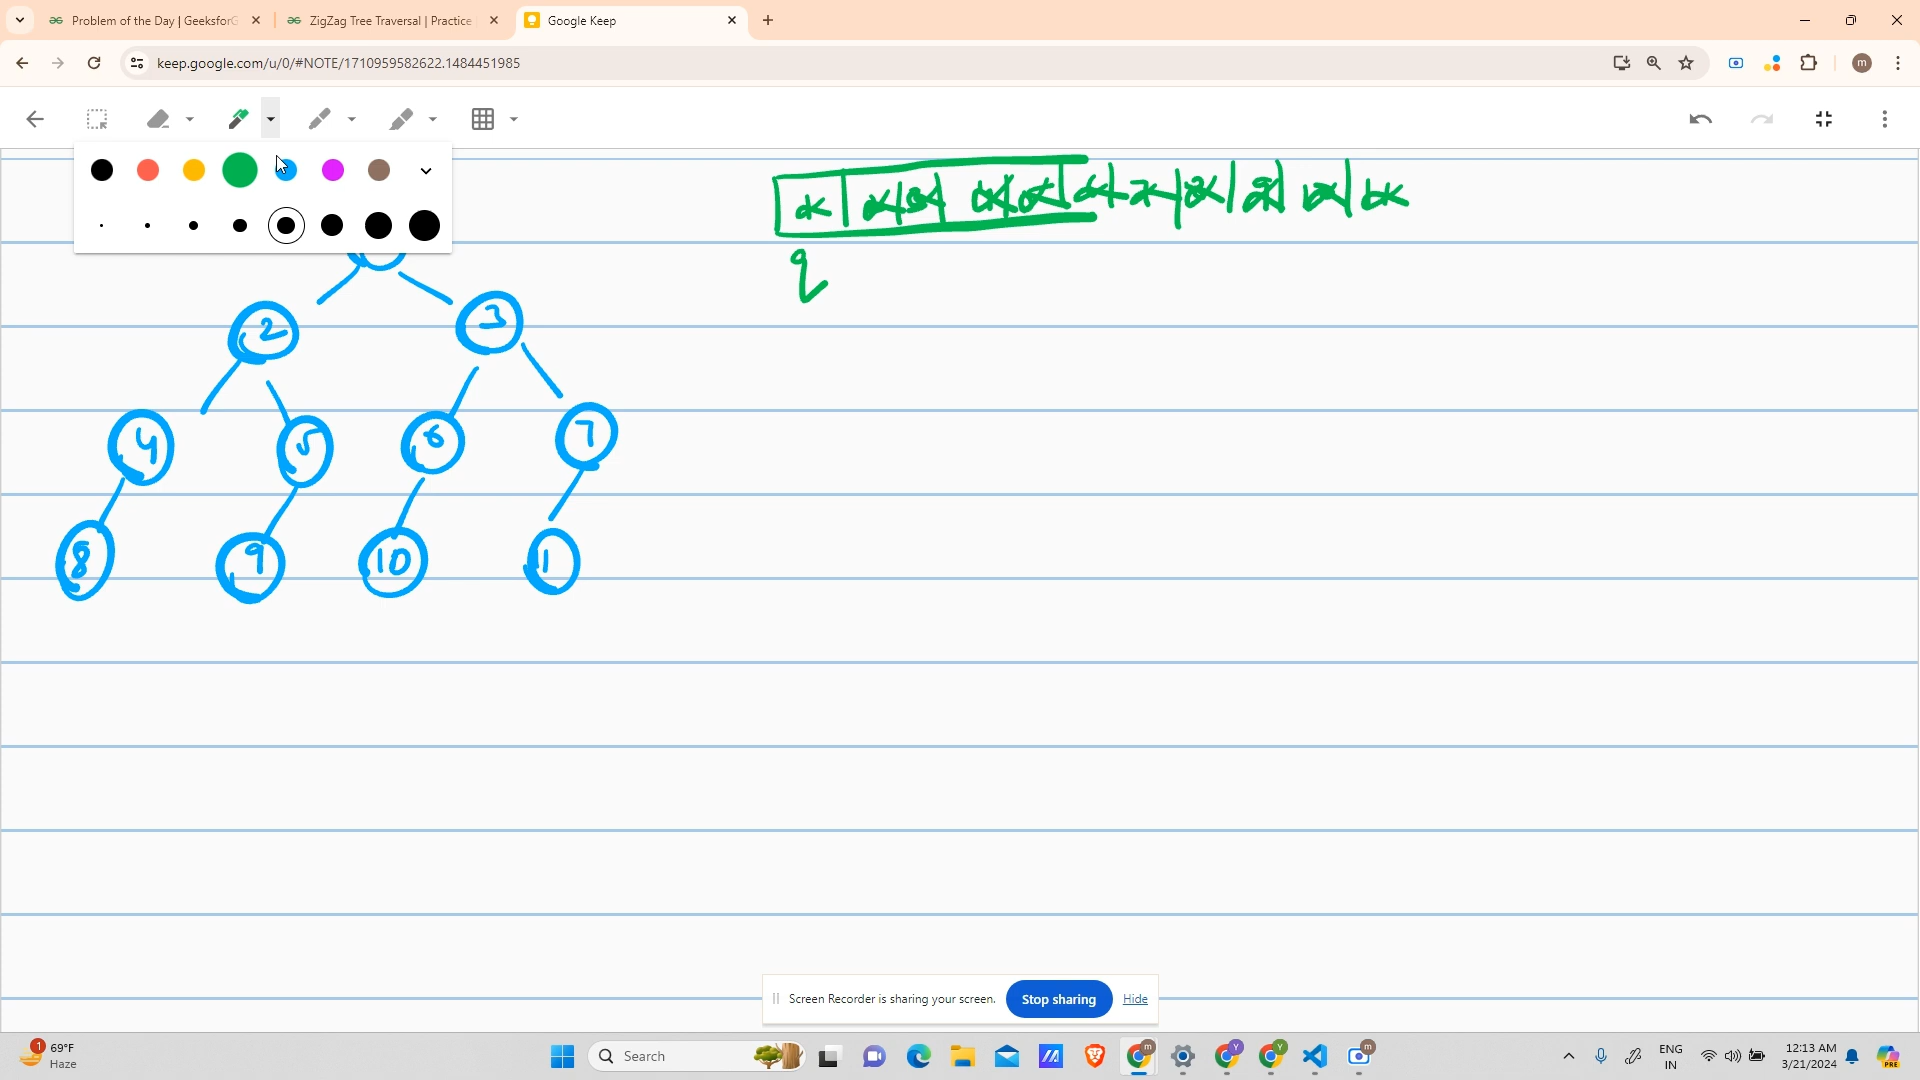 Problem of the Day | GeeksforG
ZigZag Tree Traversal | Practice
Google Keep
keep.google.com/u/0/#NOTE/1710959582622.1484451985
m
q
2
3
4
5
6
7
8
9
10
11
Screen Recorder is sharing your screen.
Stop sharing
Hide
1
69°F
Haze
Search
m
Y
Y
m
ENG
IN
12:13 AM
3/21/2024
PRE